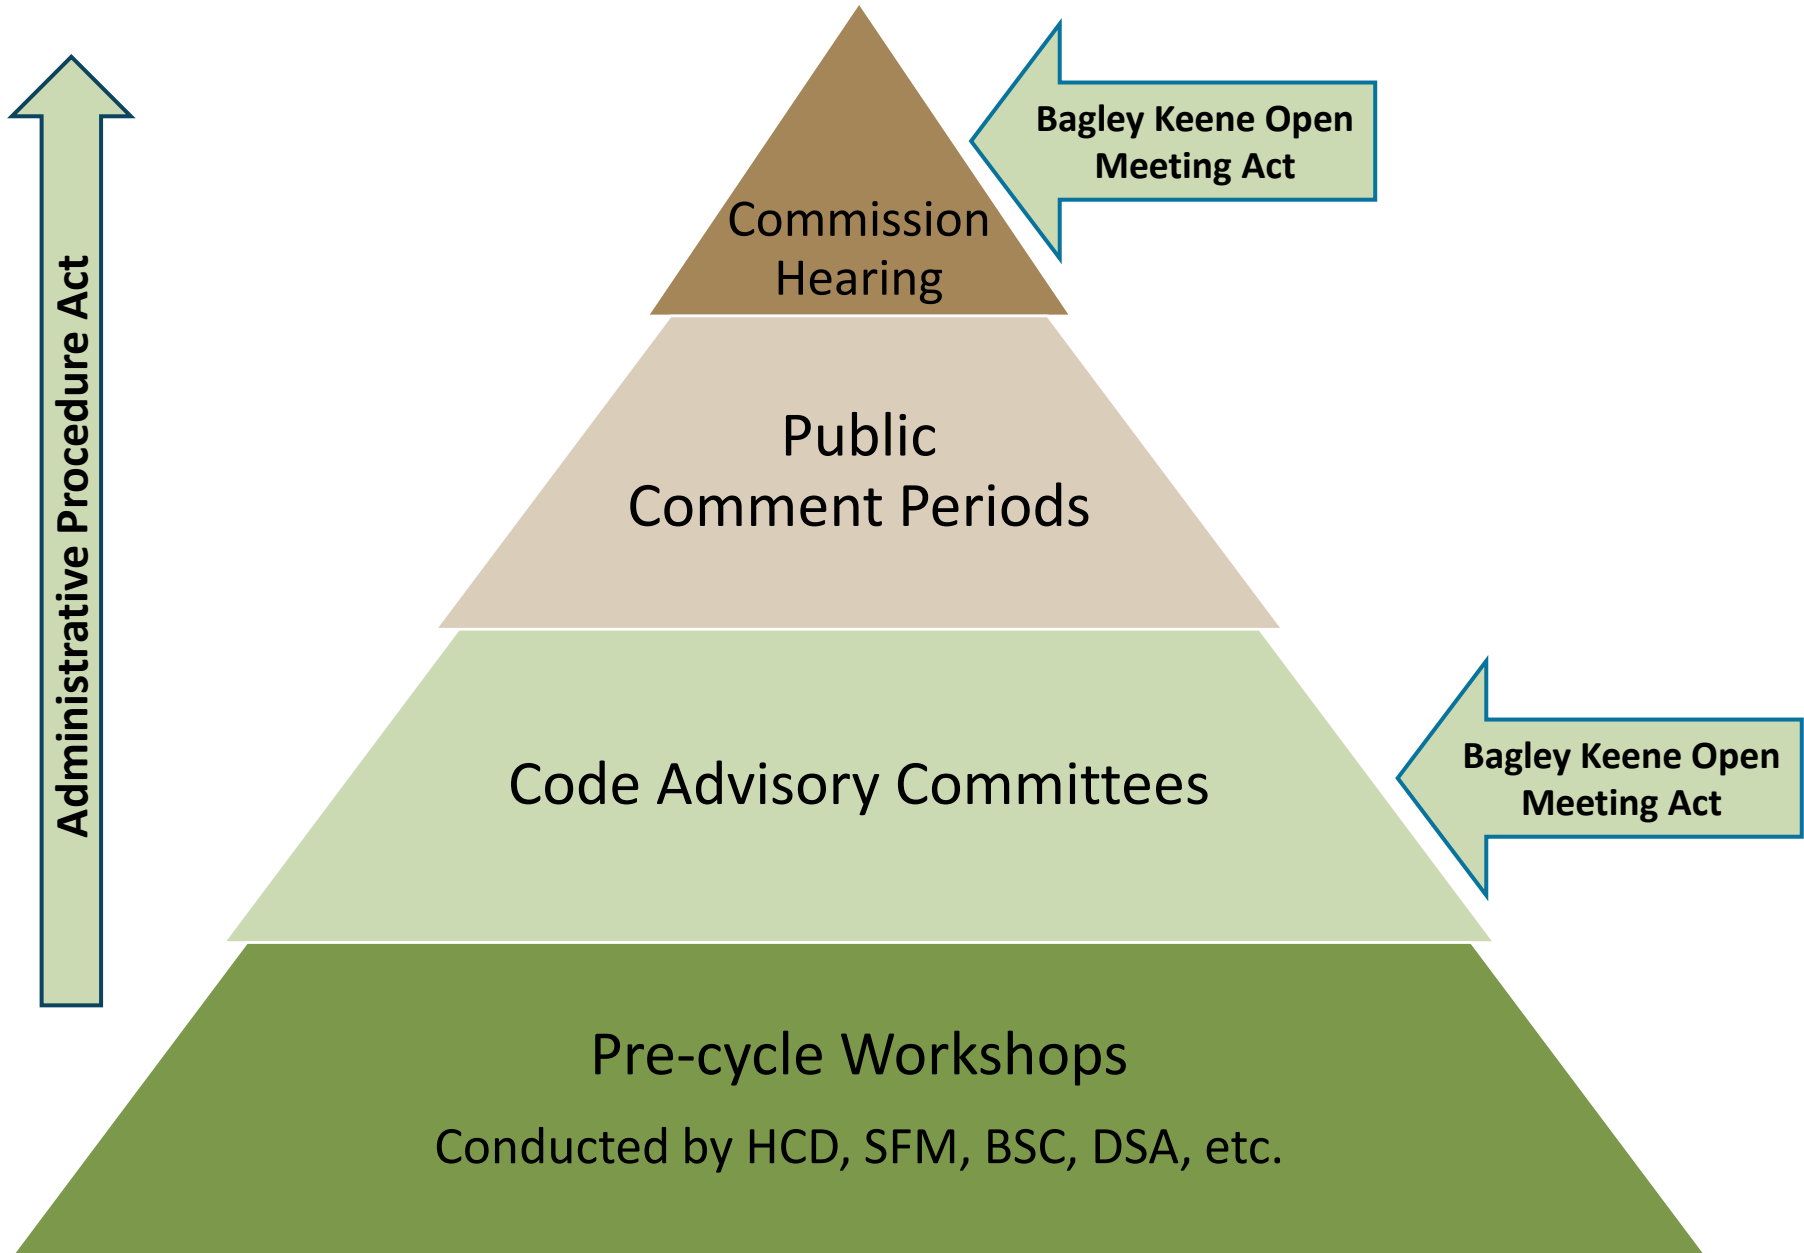 Administrative Procedure Act
Bagley Keene Open
Meeting Act
Commission
Hearing
Public
Comment Periods
Code Advisory Committees
Bagley Keene Open
Meeting Act
Pre-cycle Workshops
Conducted by HCD, SFM, BSC, DSA, etc.